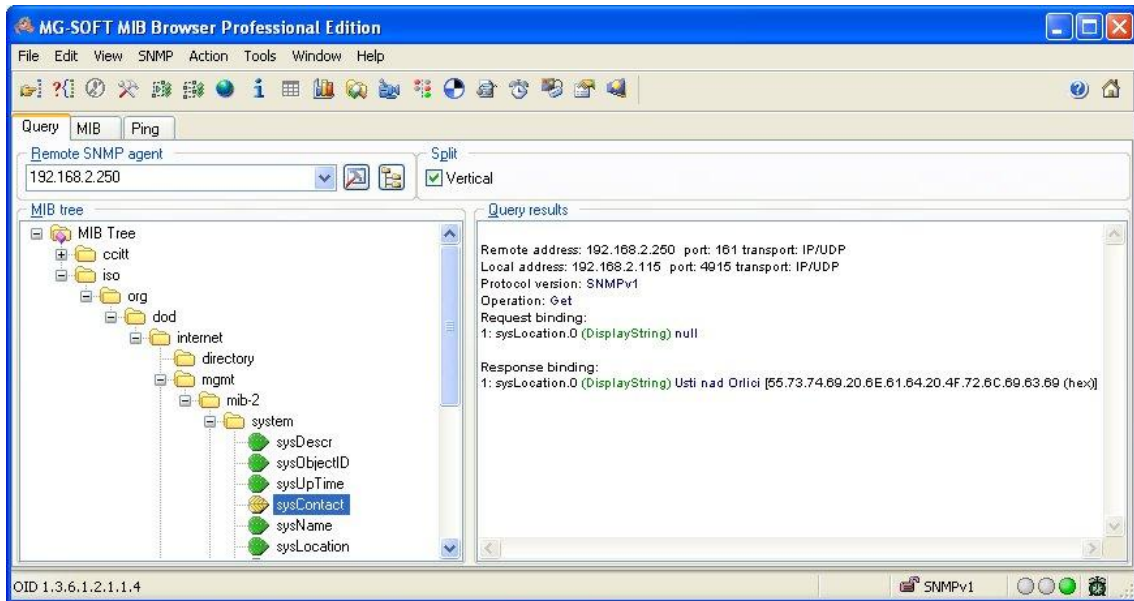 MG-SOFT MIB Browser Professional Edition
File Edit View SNMP Action Tools Window Help
Query MIB Ping
Remote SNMP agent
192.168.2.250
Split
Vertical
MIB tree
MIB Tree
ccitt
iso
org
dod
internet
directory
mgmt
mib-2
system
sysDescr
sysObjectID
sysUpTime
sysContact
sysName
sysLocation
Query results
Remote address: 192.168.2.250 port: 161 transport: IP/UDP
Local address: 192.168.2.115 port: 4915 transport: IP/UDP
Protocol version: SNMPv1
Operation: Get
Request binding:
1: sysLocation.0 (DisplayString) null
Response binding:
1: sysLocation.0 (DisplayString) Usti nad Orlici [55.73.74.69.20.6E.61.64.20.4F.72.6C.69.63.69 (hex)]
OID 1.3.6.1.2.1.1.4
SNMPv1